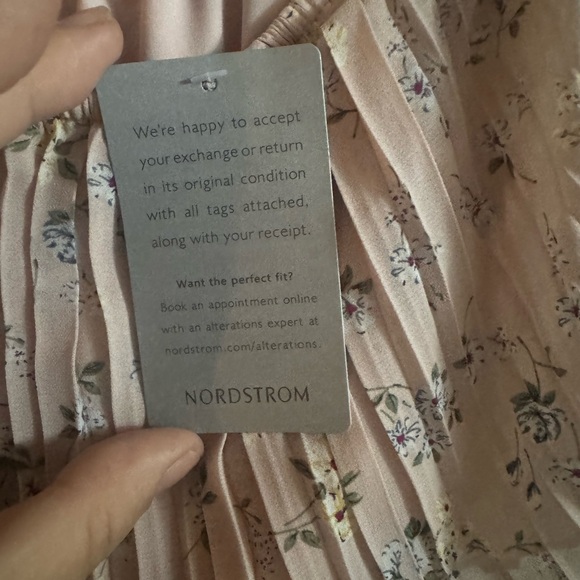 We're happy to accept
your exchange or return
in its original condition
with all tags attached,
along with your receipt.
Want the perfect fit?
Book an appointment online
with an alterations expert at
nordstrom.com/alterations.
NORDSTROM